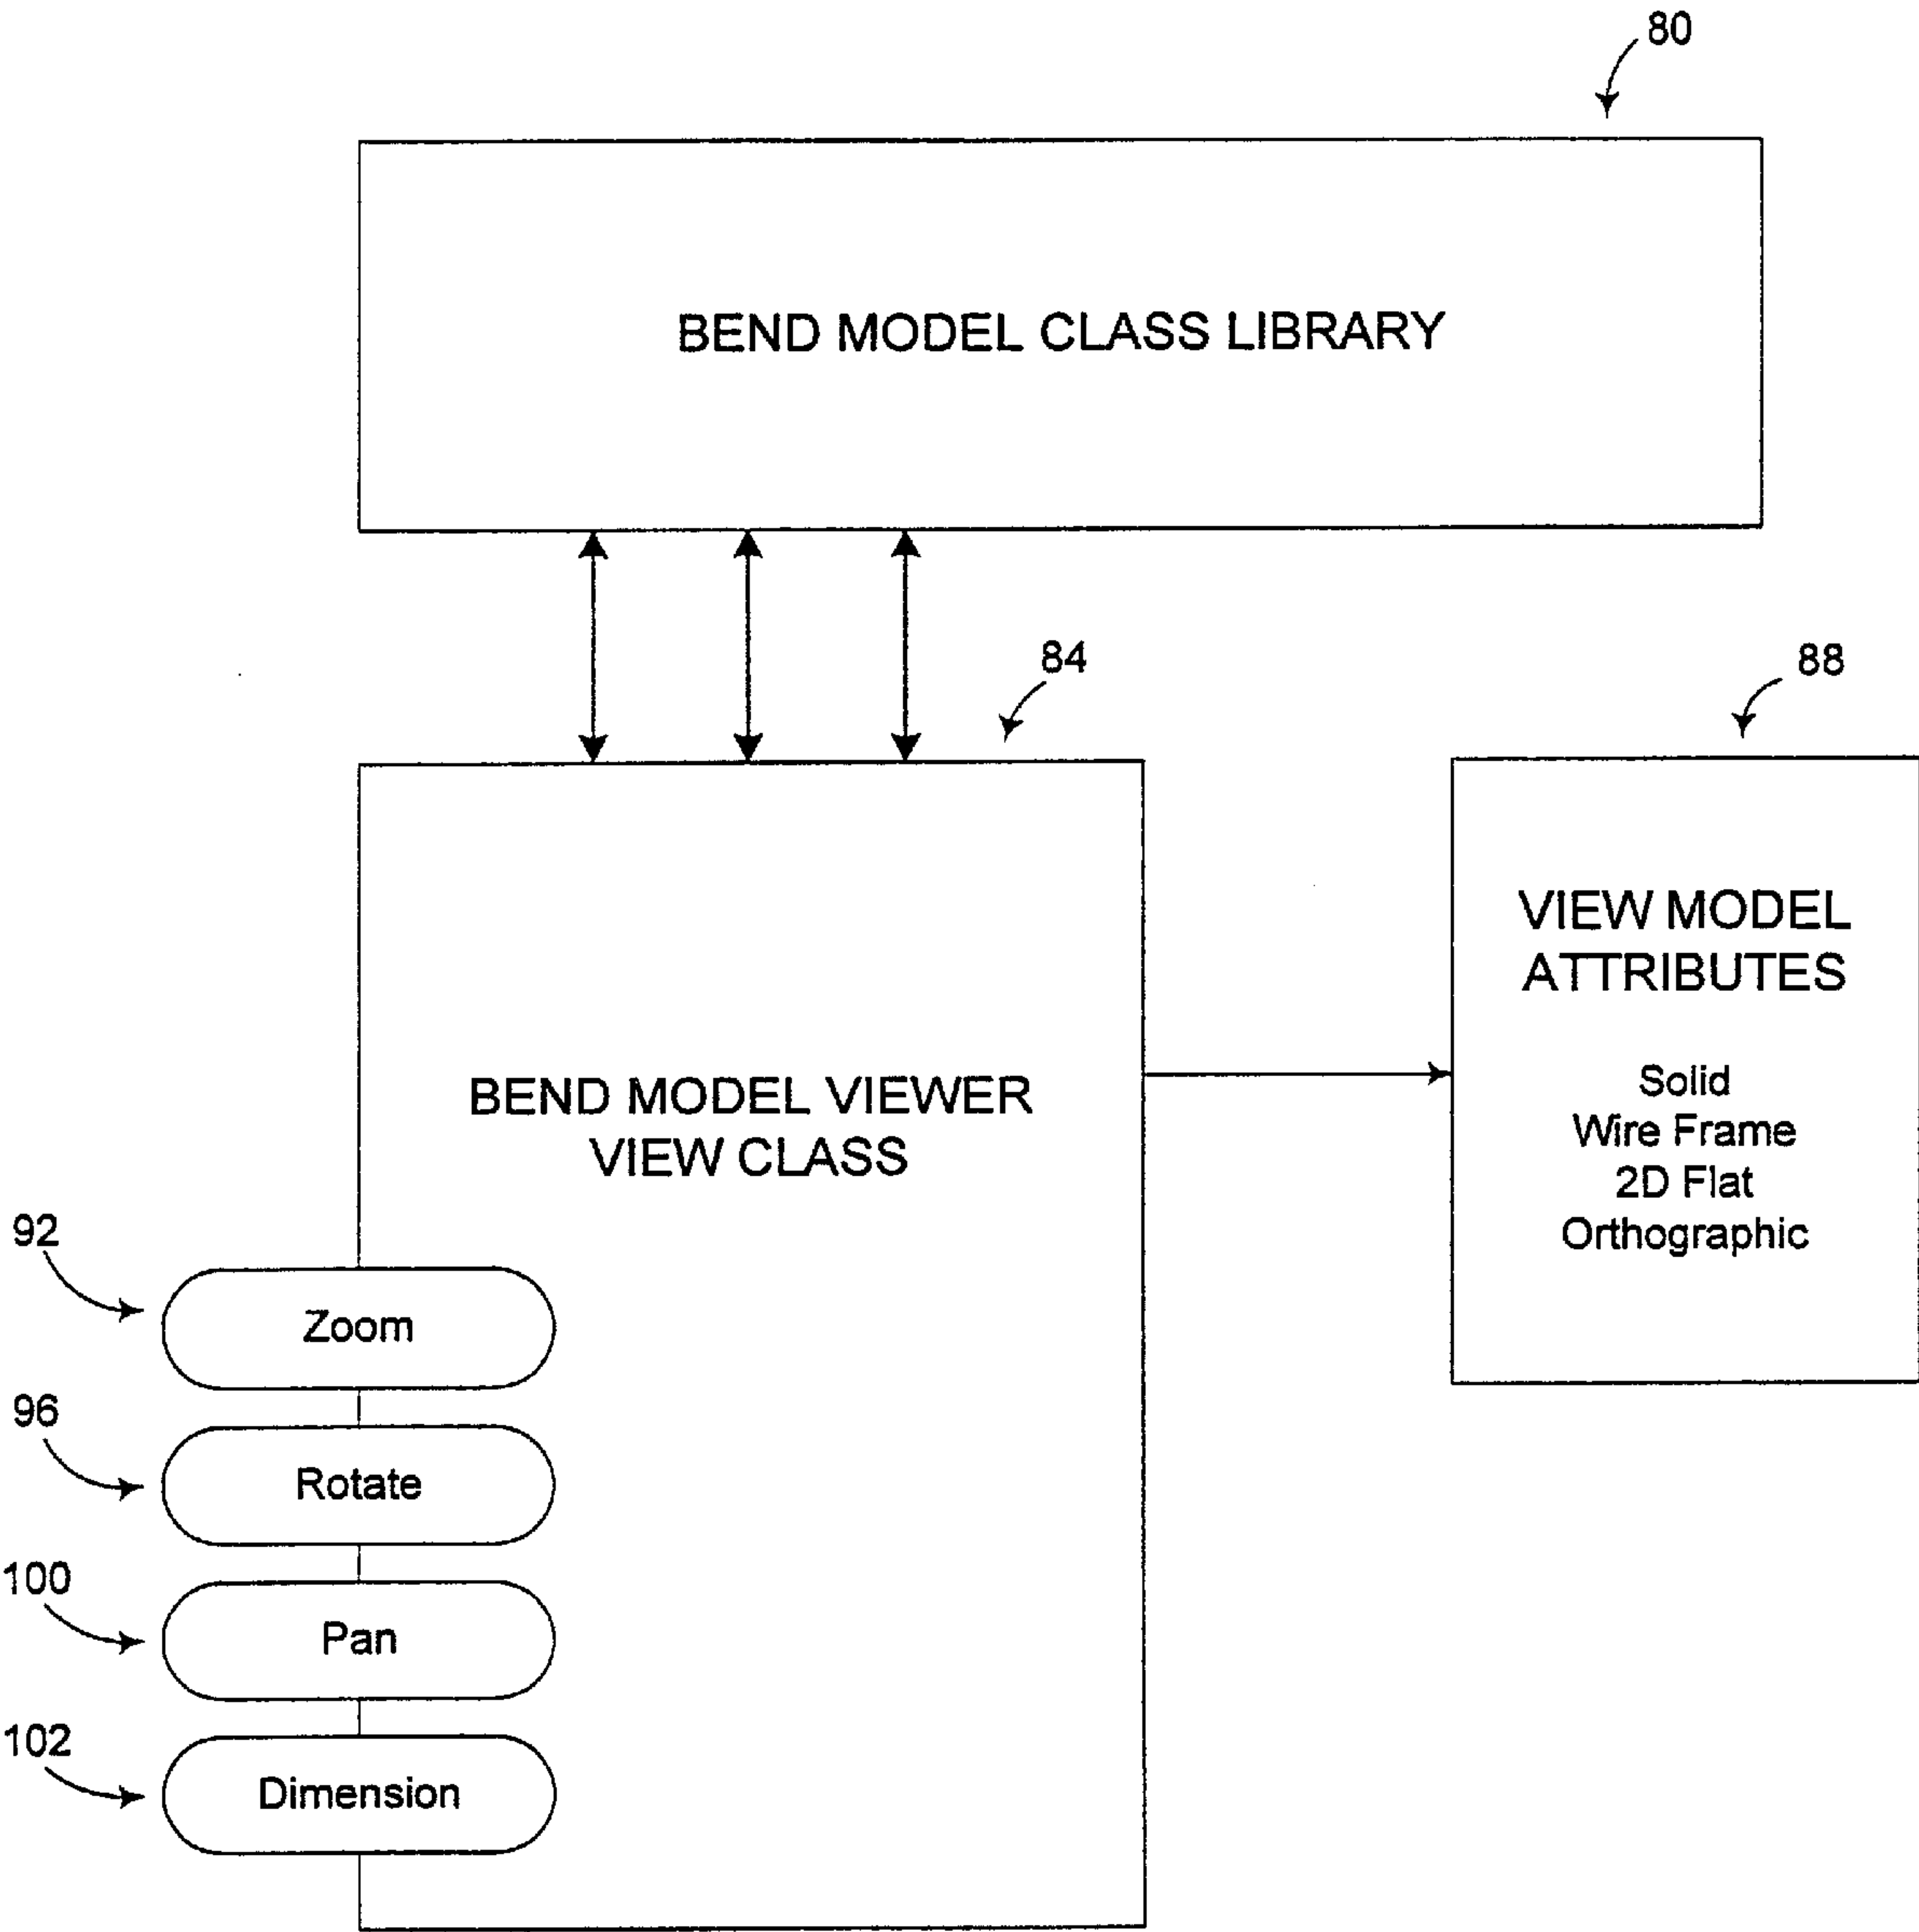 80
BEND MODEL CLASS LIBRARY
84
88
VIEW MODEL
ATTRIBUTES
Solid
Wire Frame
2D Flat
Orthographic
BEND MODEL VIEWER
VIEW CLASS
92
Zoom
96
Rotate
100
Pan
102
Dimension